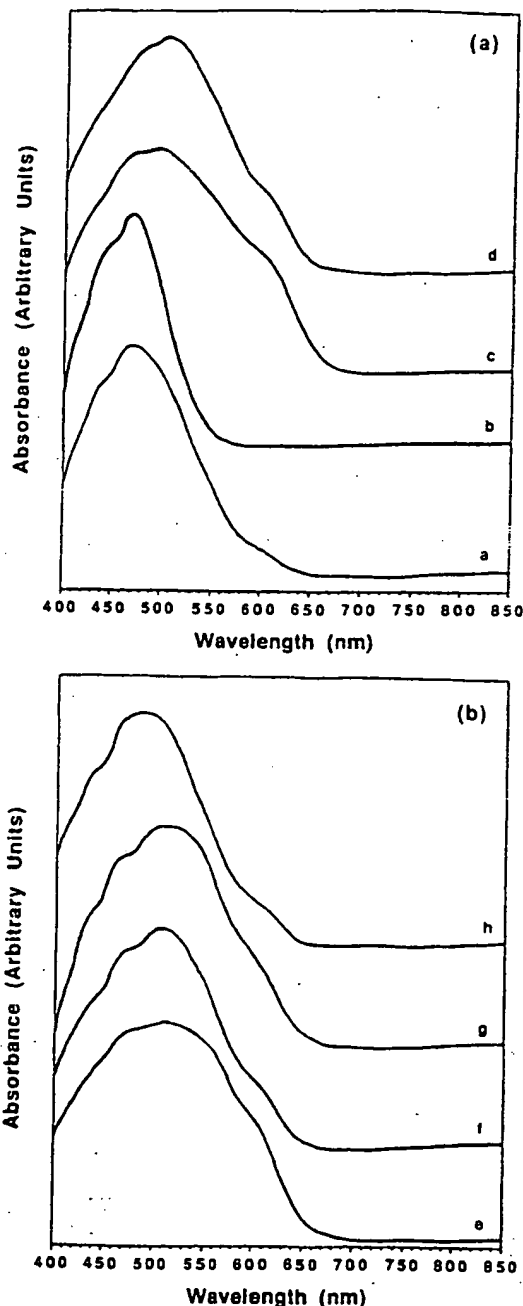 (a)
Absorbance (Arbitrary Units)
d
c
b
a
400 450 500 550 600 650 700 750 800 850
Wavelength (nm)
(b)
Absorbance (Arbitrary Units)
h
g
f
e
400 450 500 550 600 650 700 750 800 850
Wavelength (nm)